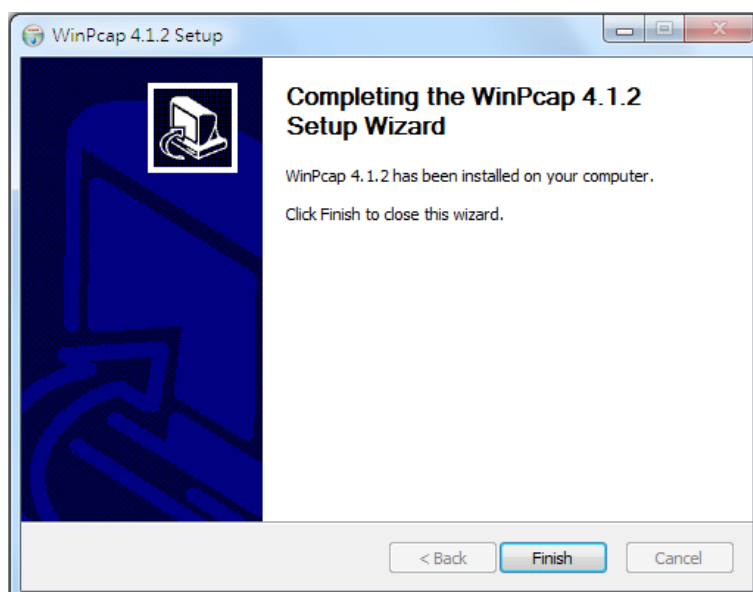 WinPcap 4.1.2 Setup
Completing the WinPcap 4.1.2
Setup Wizard
WinPcap 4.1.2 has been installed on your computer.
Click Finish to close this wizard.
< Back Finish Cancel